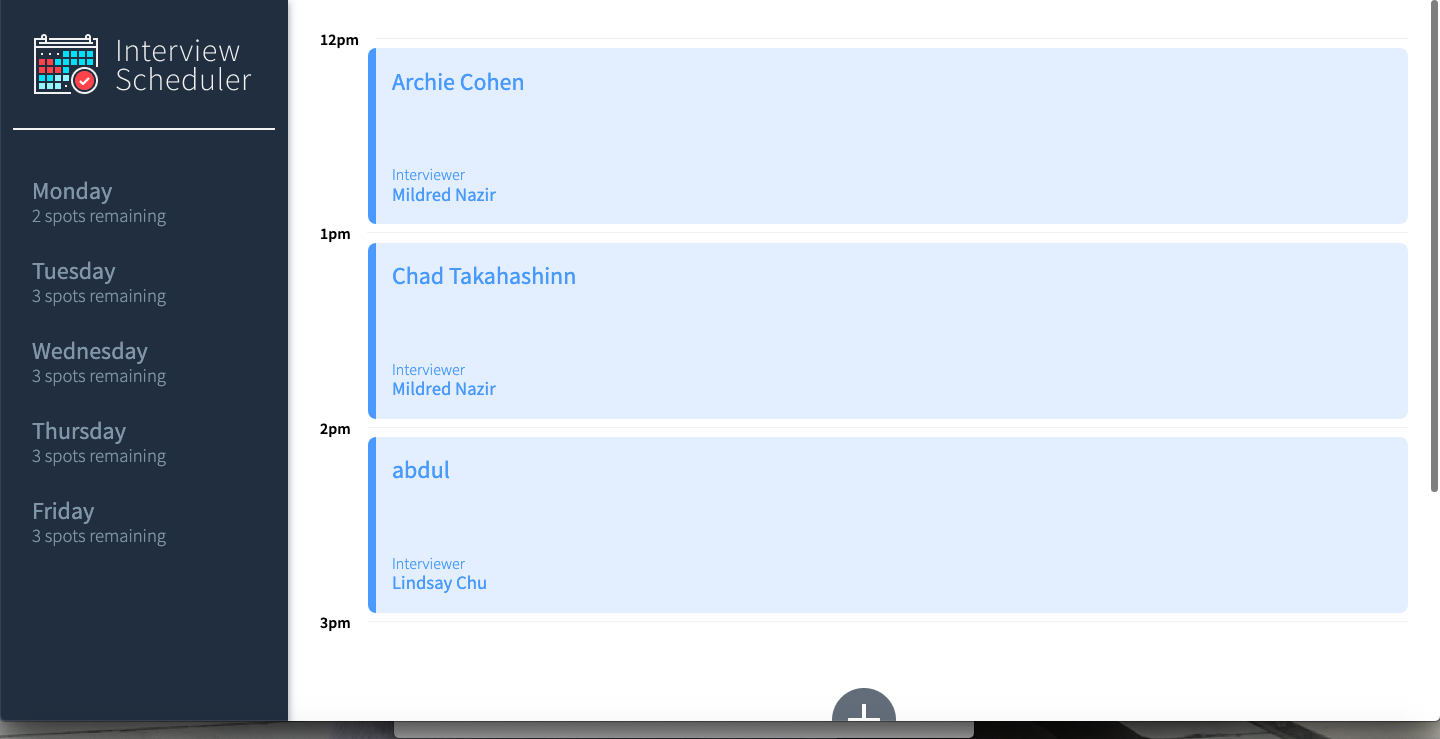 Interview
Scheduler
Monday
2 spots remaining
Tuesday
3 spots remaining
Wednesday
3 spots remaining
Thursday
3 spots remaining
Friday
3 spots remaining
12pm
Archie Cohen
Interviewer
Mildred Nazir
1pm
Chad Takahashinn
Interviewer
Mildred Nazir
2pm
abdul
Interviewer
Lindsay Chu
3pm